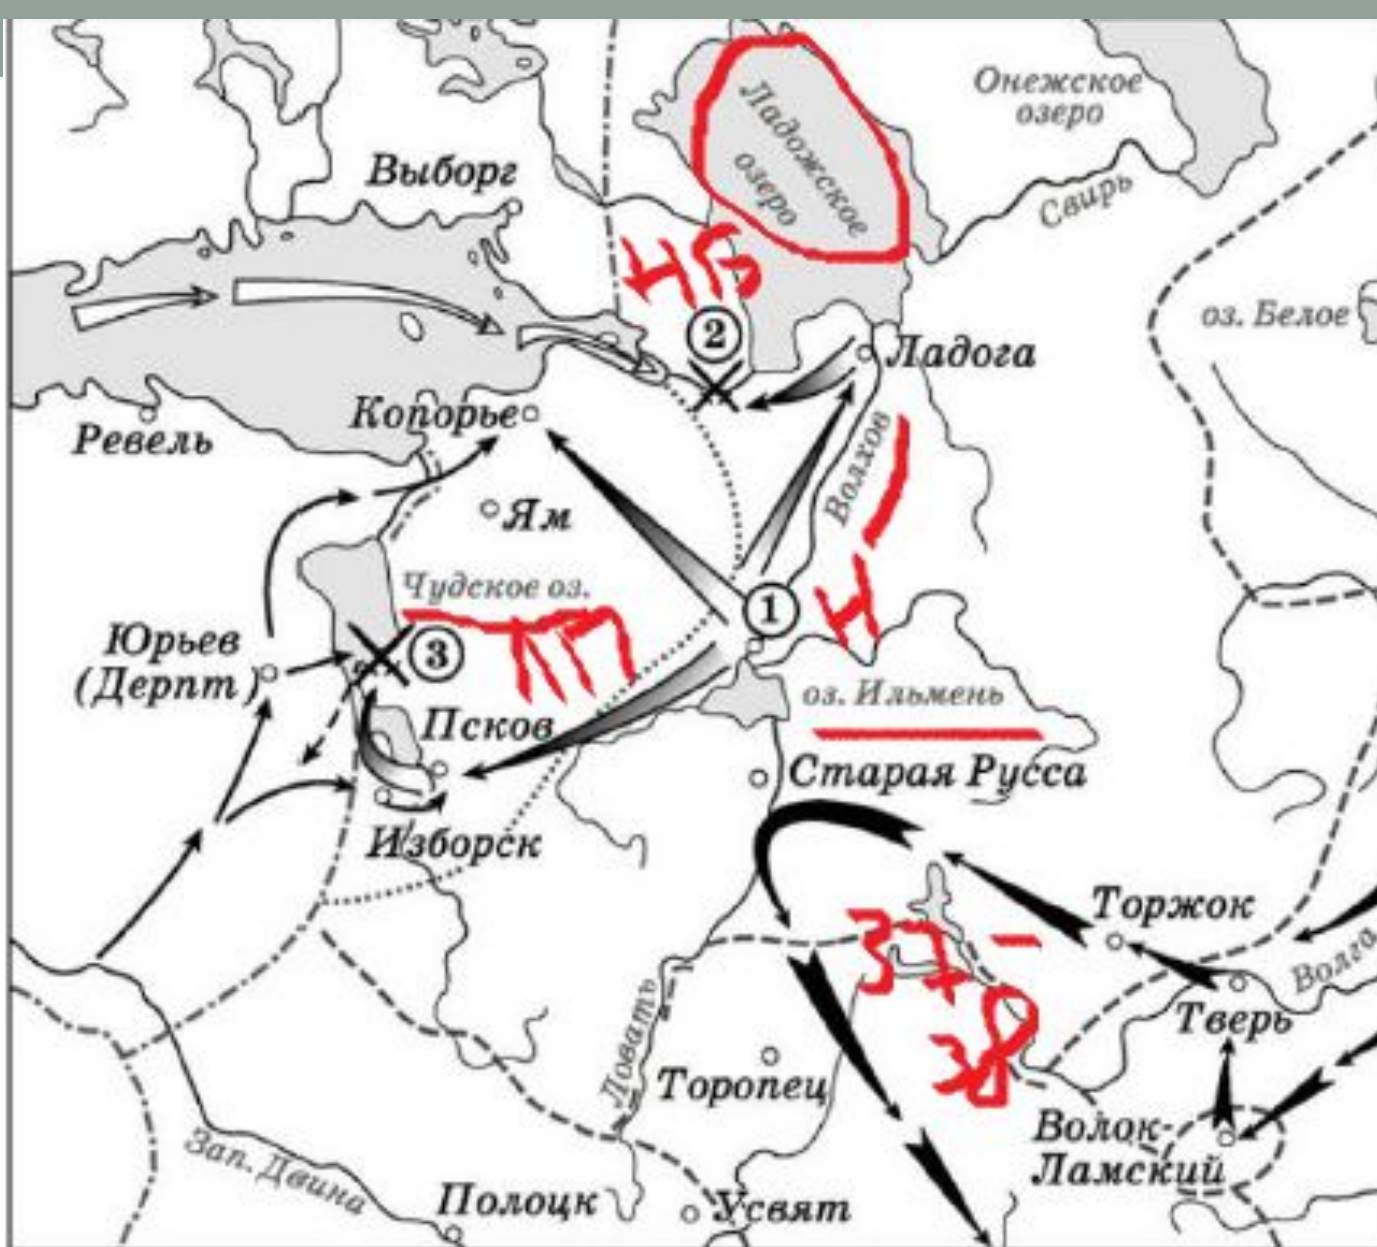 Онежское
озеро
Ладожское
озеро
Выборг
Свирь
НБ
оз. Белое
2
Ладога
Копорье
Ревель
Волхов
Ям
Чудское оз.
1
Н
Юрьев
(Дерпт)
3
ЛП
оз. Ильмень
Псков
Старая Русса
Изборск
Торжок
37-
38
Волга
Тверь
Ловать
Торопец
Волок-
Ламский
Зап. Двина
Полоцк
Усвят